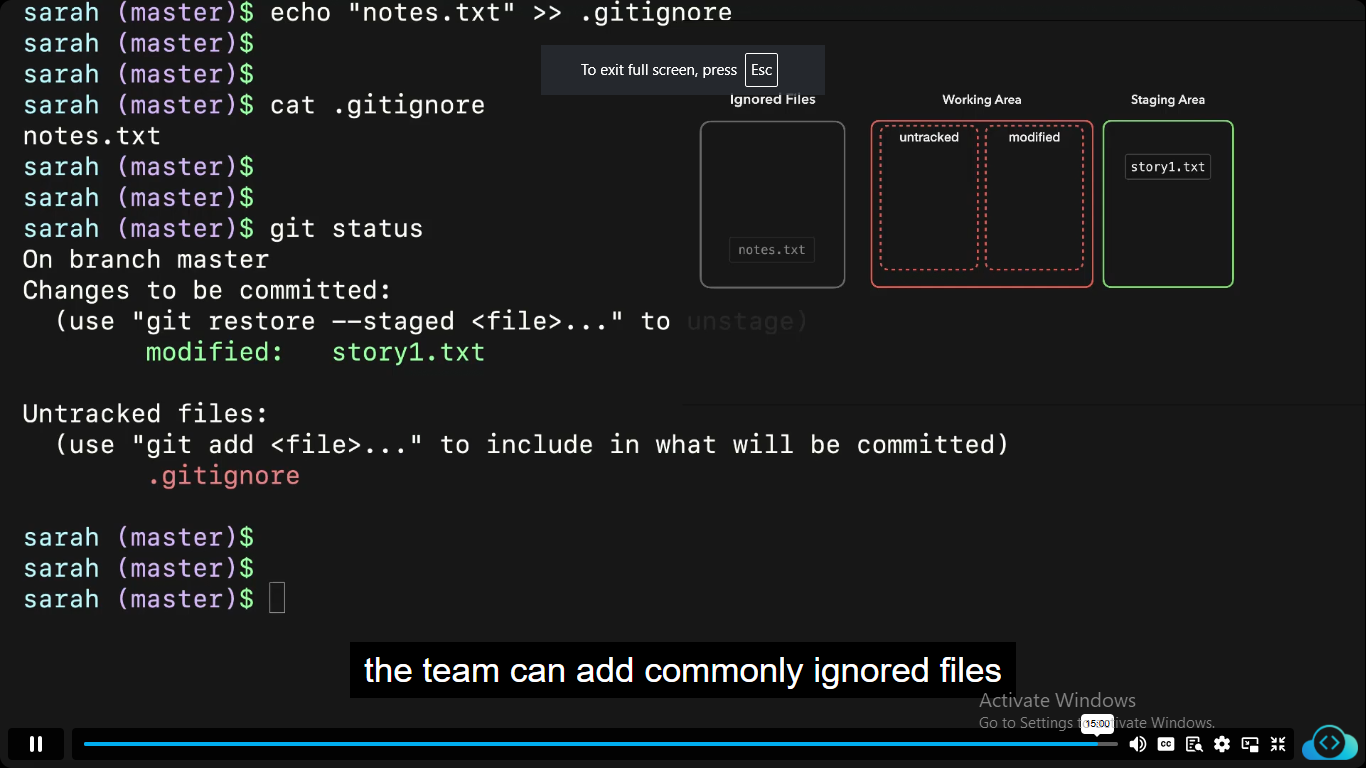 sarah (master)$ echo "notes.txt" >> .gitignore
sarah (master)$
sarah (master)$
sarah (master)$ cat .gitignore
notes.txt
sarah (master)$
sarah (master)$
sarah (master)$ git status
On branch master
Changes to be committed:
(use "git restore --staged <file>..." to unstage)
modified: story1.txt
Untracked files:
(use "git add <file>..." to include in what will be committed)
.gitignore
sarah (master)$
sarah (master)$
sarah (master)$
To exit full screen, press Esc
Ignored Files
notes.txt
Working Area
untracked
modified
Staging Area
story1.txt
the team can add commonly ignored files
Activate Windows
Go to Settings to activate Windows.
15:00
CC